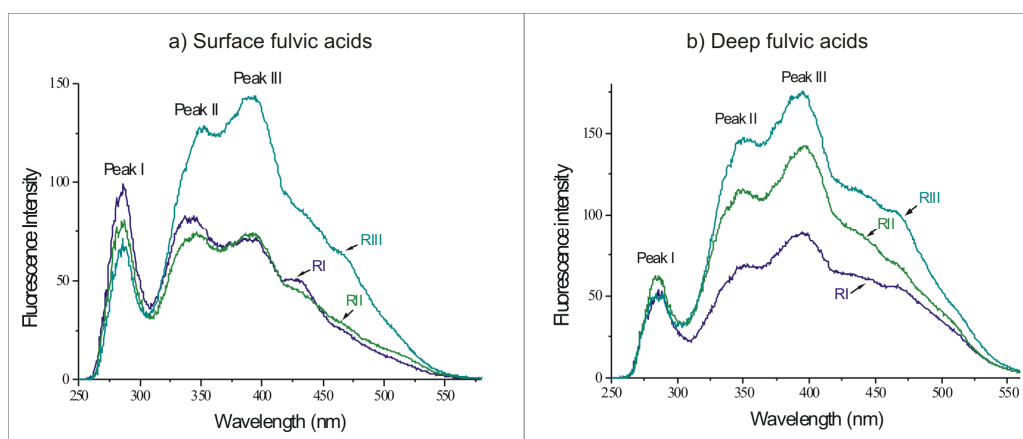 a) Surface fulvic acids
150
100
50
0
Fluorescence Intensity
Peak I
Peak II
Peak III
RIII
RI
RII
250
300
350
400
450
500
550
Wavelength (nm)
b) Deep fulvic acids
150
100
50
0
Fluorescence intensity
Peak I
Peak II
Peak III
RIII
RII
RI
250
300
350
400
450
500
550
Wavelength (nm)